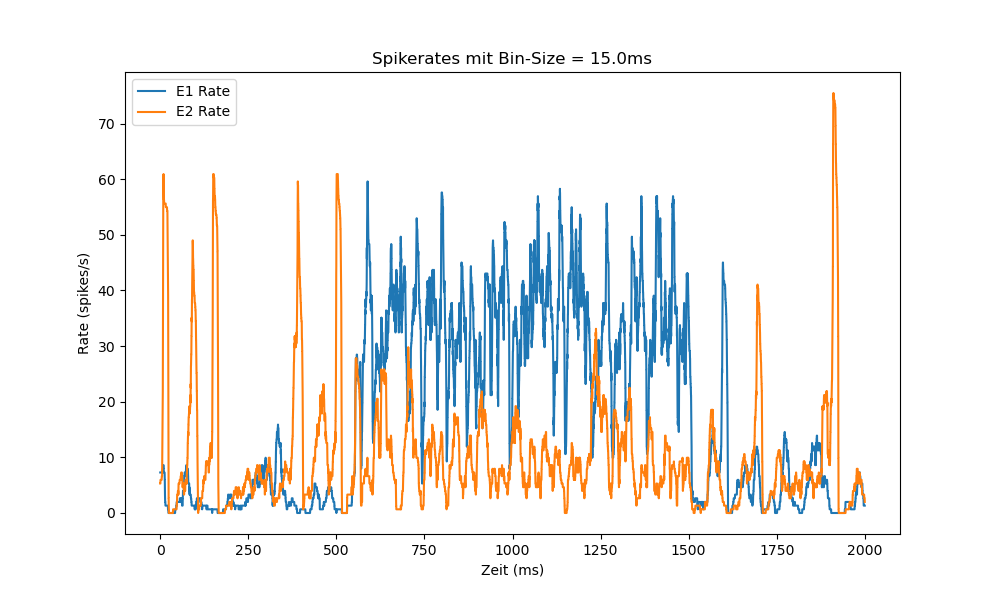 Spikerates mit Bin-Size = 15.0ms
E1 Rate
E2 Rate
Rate (spikes/s)
70
60
50
40
30
20
10
0
0 250 500 750 1000 1250 1500 1750 2000
Zeit (ms)